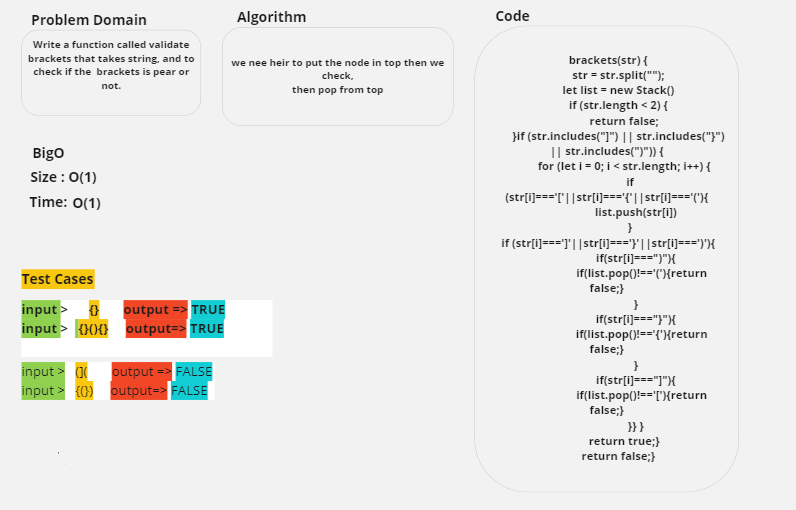 Problem Domain
Write a function called validate
brackets that takes string, and to
check if the brackets is pear or
not.
Algorithm
we nee heir to put the node in top then we
check,
then pop from top
BigO
Size : O(1)
Time: O(1)
Test Cases
input > {} output => TRUE
input > {}(){} output=> TRUE
input > (]( output => FALSE
input > {(}) output=> FALSE
Code
brackets(str) {
str = str.split("");
let list = new Stack()
if (str.length < 2) {
return false;
}if (str.includes("]") || str.includes("}")
|| str.includes(")")) {
for (let i = 0; i < str.length; i++) {
if
(str[i]==='['||str[i]==='{'||str[i]==='('){
list.push(str[i])
}
if (str[i]===']'||str[i]==='}'||str[i]===')'){
if(str[i]===")"){
if(list.pop()!=='('){return
false;}
}
if(str[i]==="}"){
if(list.pop()!=='{'){return
false;}
}
if(str[i]==="]"){
if(list.pop()!=='['){return
false;}
}} }
return true;}
return false;}